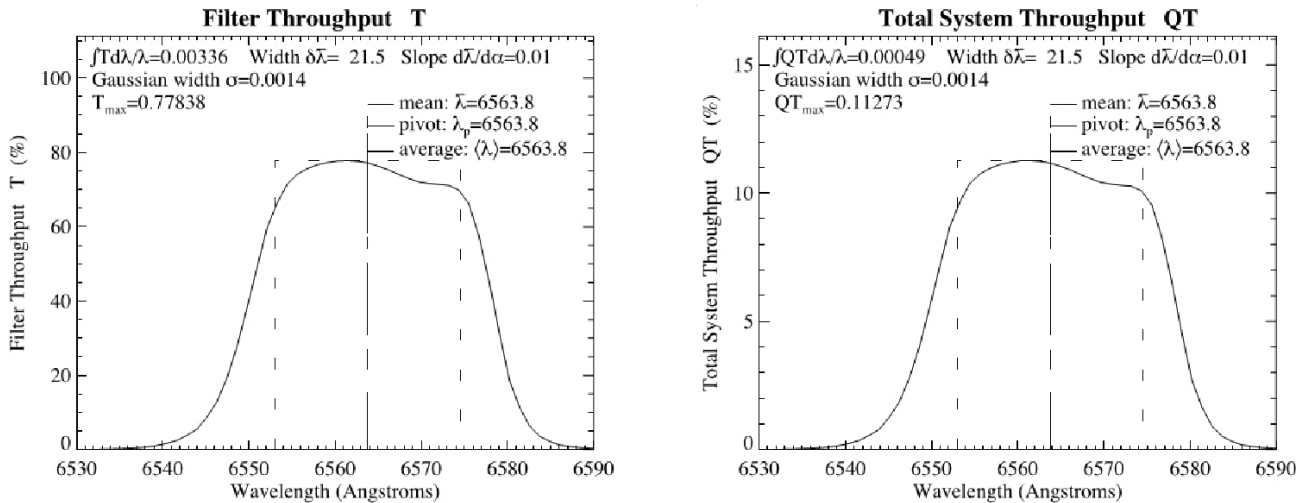 Filter Throughput T
∫Tdλ/λ=0.00336 Width δλ̄= 21.5 Slope dλ̄/dα=0.01
Gaussian width σ=0.0014
T_max=0.77838
mean: λ̄=6563.8
pivot: λ_p=6563.8
average: ⟨λ⟩=6563.8
Filter Throughput T (%)
100
80
60
40
20
0
6530 6540 6550 6560 6570 6580 6590
Wavelength (Angstroms)
Total System Throughput QT
∫QTdλ/λ=0.00049 Width δλ̄= 21.5 Slope dλ̄/dα=0.01
Gaussian width σ=0.0014
QT_max=0.11273
mean: λ̄=6563.8
pivot: λ_p=6563.8
average: ⟨λ⟩=6563.8
Total System Throughput QT (%)
15
10
5
0
6530 6540 6550 6560 6570 6580 6590
Wavelength (Angstroms)